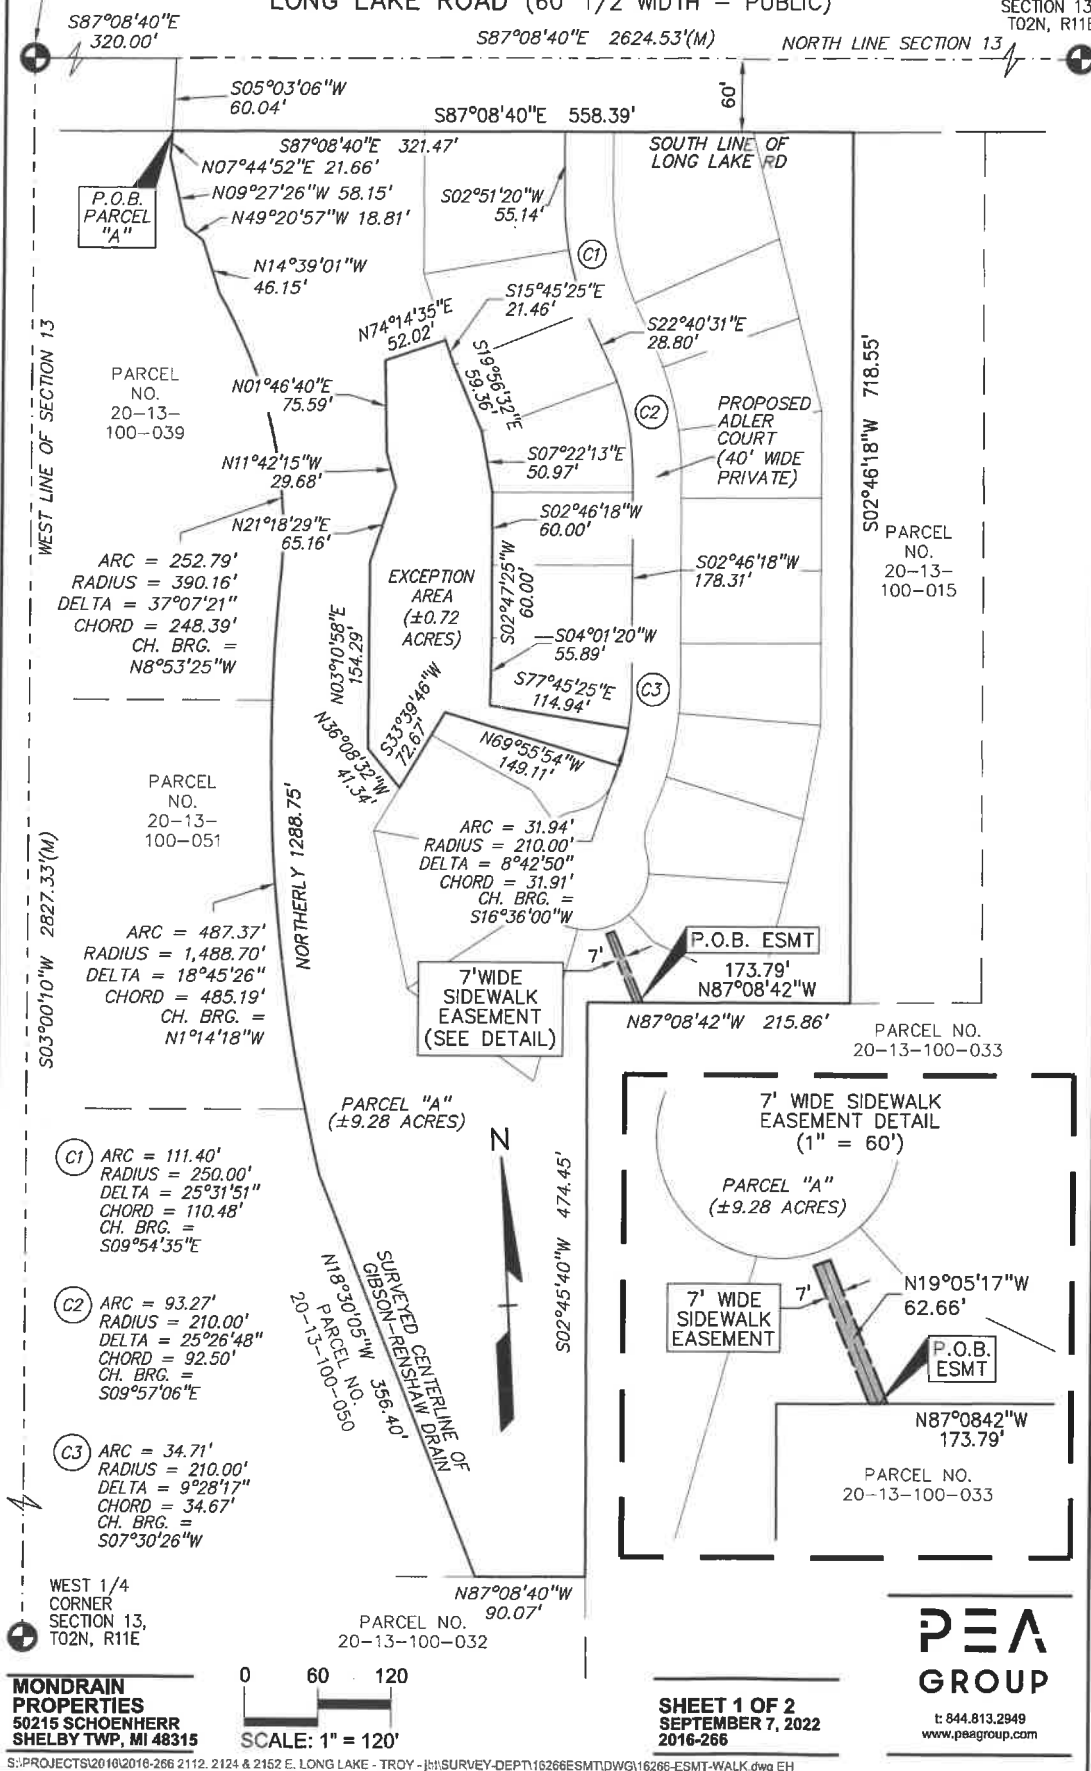 LONG LAKE ROAD (60' 1/2 WIDTH - PUBLIC)
SECTION 13
T02N, R11E
S87°08'40"E
320.00'
S87°08'40"E 2624.53'(M)
NORTH LINE SECTION 13
S05°03'06"W
60.04'
60'
S87°08'40"E 558.39'
S87°08'40"E 321.47'
SOUTH LINE OF
LONG LAKE RD
N07°44'52"E 21.66'
P.O.B.
PARCEL
"A"
N09°27'26"W 58.15'
S02°51'20"W
55.14'
N49°20'57"W 18.81'
C1
N14°39'01"W
46.15'
S15°45'25"E
21.46'
N74°14'35"E
52.02'
S22°40'31"E
28.80'
S19°56'32"E
59.36'
WEST LINE OF SECTION 13
PARCEL
NO.
20-13-
100-039
N01°46'40"E
75.59'
C2
PROPOSED
ADLER
COURT
(40' WIDE
PRIVATE)
S02°46'18"W 718.55'
N11°42'15"W
29.68'
S07°22'13"E
50.97'
N21°18'29"E
65.16'
S02°46'18"W
60.00'
PARCEL
NO.
20-13-
100-015
ARC = 252.79'
RADIUS = 390.16'
DELTA = 37°07'21"
CHORD = 248.39'
CH. BRG. =
N8°53'25"W
EXCEPTION
AREA
(±0.72
ACRES)
S02°47'25"W
60.00'
S02°46'18"W
178.31'
N03°10'58"E
154.29'
S04°01'20"W
55.89'
S77°45'25"E
114.94'
C3
N36°08'32"W
41.34'
S33°39'46"W
72.67'
N69°55'54"W
149.11'
PARCEL
NO.
20-13-
100-051
NORTHERLY 1288.75'
S03°00'10"W 2827.33'(M)
ARC = 31.94'
RADIUS = 210.00'
DELTA = 8°42'50"
CHORD = 31.91'
CH. BRG. =
S16°36'00"W
ARC = 487.37'
RADIUS = 1,488.70'
DELTA = 18°45'26"
CHORD = 485.19'
CH. BRG. =
N1°14'18"W
7'
P.O.B. ESMT
173.79'
N87°08'42"W
7'WIDE
SIDEWALK
EASEMENT
(SEE DETAIL)
N87°08'42"W 215.86'
PARCEL NO.
20-13-100-033
PARCEL "A"
(±9.28 ACRES)
N
C1
ARC = 111.40'
RADIUS = 250.00'
DELTA = 25°31'51"
CHORD = 110.48'
CH. BRG. =
S09°54'35"E
C2
ARC = 93.27'
RADIUS = 210.00'
DELTA = 25°26'48"
CHORD = 92.50'
CH. BRG. =
S09°57'06"E
C3
ARC = 34.71'
RADIUS = 210.00'
DELTA = 9°28'17"
CHORD = 34.67'
CH. BRG. =
S07°30'26"W
S02°45'40"W 474.45'
SURVEYED CENTERLINE OF
GIBSON-RENSHAW DRAIN
N18°30'05"W 356.40'
PARCEL NO.
20-13-100-050
7' WIDE SIDEWALK
EASEMENT DETAIL
(1" = 60')
PARCEL "A"
(±9.28 ACRES)
7'
7' WIDE
SIDEWALK
EASEMENT
N19°05'17"W
62.66'
P.O.B.
ESMT
N87°0842"W
173.79'
PARCEL NO.
20-13-100-033
WEST 1/4
CORNER
SECTION 13,
T02N, R11E
N87°08'40"W
90.07'
PARCEL NO.
20-13-100-032
MONDRAIN
PROPERTIES
50215 SCHOENHERR
SHELBY TWP, MI 48315
0 60 120
SCALE: 1" = 120'
SHEET 1 OF 2
SEPTEMBER 7, 2022
2016-266
PEA
GROUP
t: 844.813.2949
www.peagroup.com
S:\PROJECTS\2016\2016-266 2112, 2124 & 2152 E. LONG LAKE - TROY - \SURVEY-DEPT\16266ESMT\DWG\16266-ESMT-WALK.dwg EH